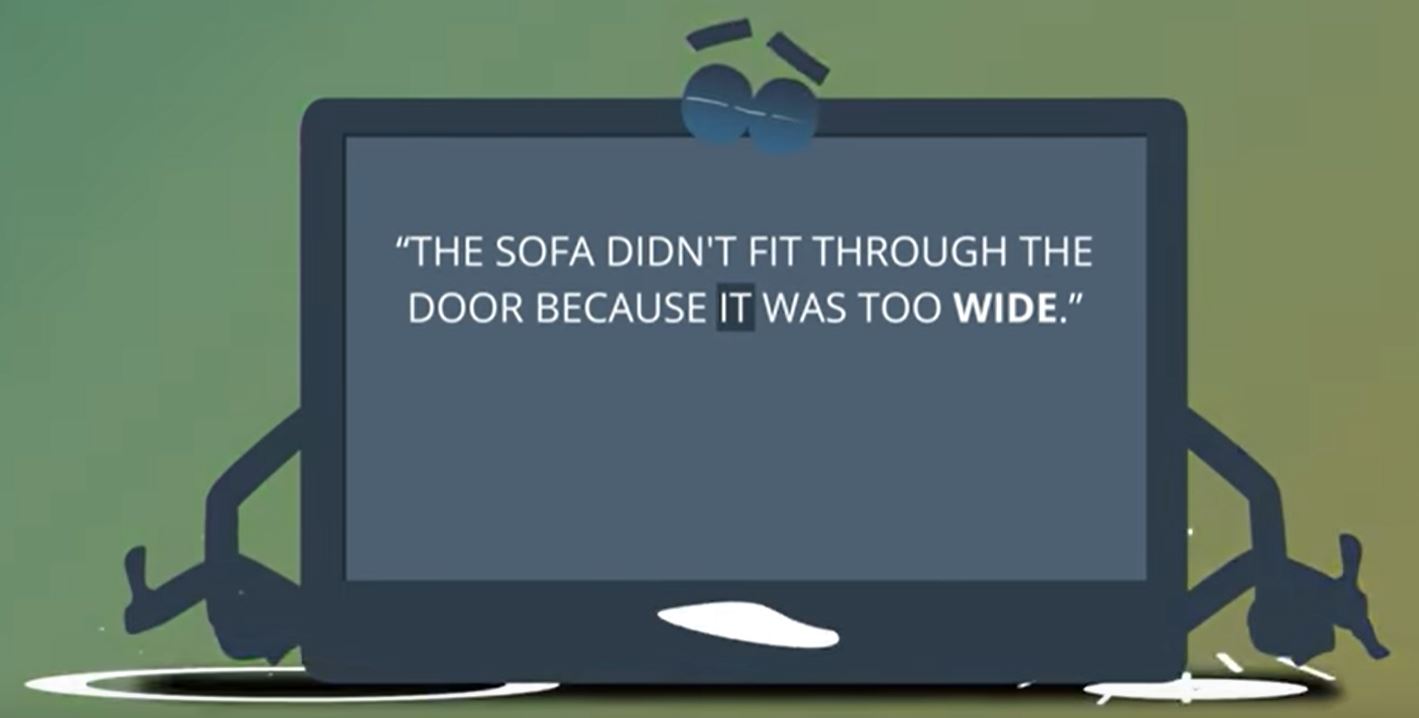 “THE SOFA DIDN'T FIT THROUGH THE
DOOR BECAUSE IT WAS TOO WIDE.”